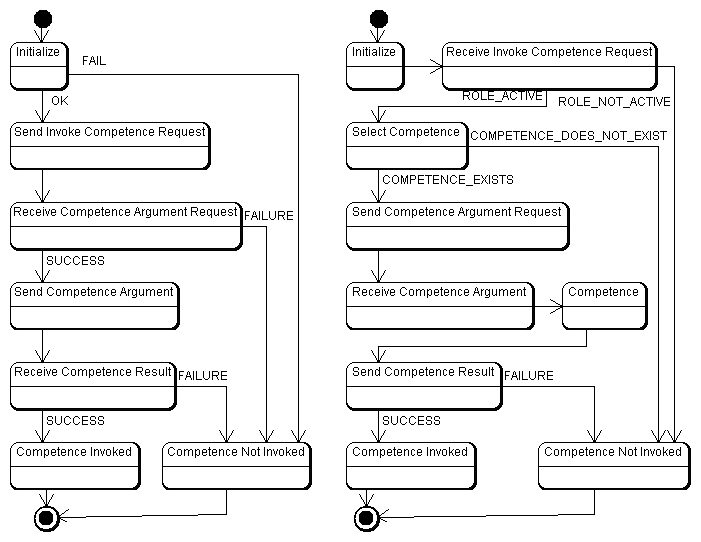 Initialize
FAIL
OK
Send Invoke Competence Request
Receive Competence Argument Request
FAILURE
SUCCESS
Send Competence Argument
Receive Competence Result
FAILURE
SUCCESS
Competence Invoked
Competence Not Invoked
Initialize
Receive Invoke Competence Request
ROLE_ACTIVE
ROLE_NOT_ACTIVE
Select Competence
COMPETENCE_DOES_NOT_EXIST
COMPETENCE_EXISTS
Send Competence Argument Request
Receive Competence Argument
Competence
Send Competence Result
FAILURE
SUCCESS
Competence Invoked
Competence Not Invoked